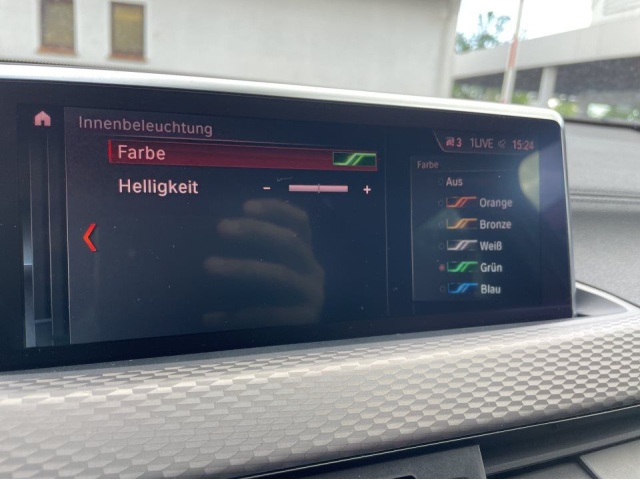 Innenbeleuchtung
3 1LIVE 15:24
Farbe
Helligkeit - +
Farbe
Aus
Orange
Bronze
Weiß
Grün
Blau